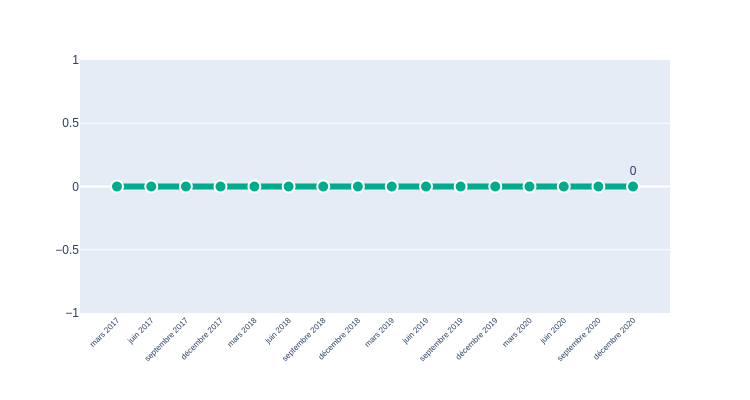 1
0.5
0
−0.5
−1
0
mars 2017
juin 2017
septembre 2017
décembre 2017
mars 2018
juin 2018
septembre 2018
décembre 2018
mars 2019
juin 2019
septembre 2019
décembre 2019
mars 2020
juin 2020
septembre 2020
décembre 2020